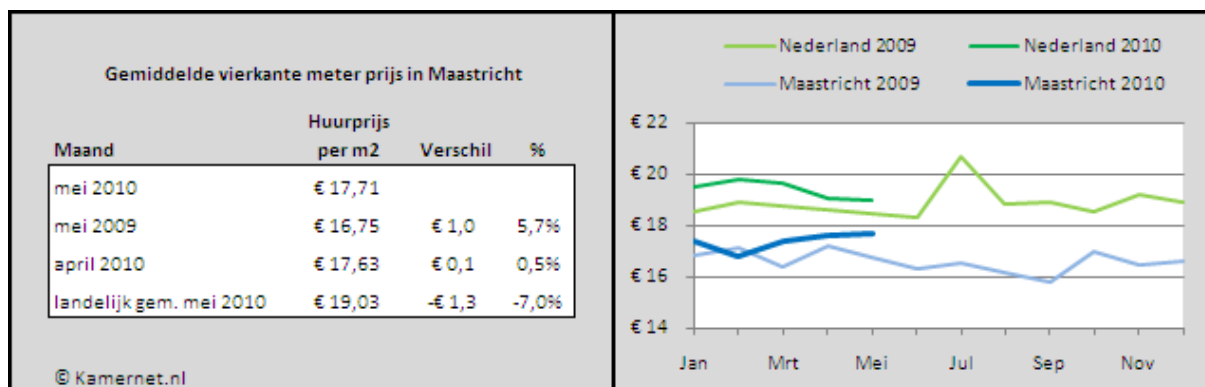 Gemiddelde vierkante meter prijs in Maastricht
Huurprijs
Maand per m2 Verschil %
mei 2010 € 17,71
mei 2009 € 16,75 € 1,0 5,7%
april 2010 € 17,63 € 0,1 0,5%
landelijk gem. mei 2010 € 19,03 -€ 1,3 -7,0%
© Kamernet.nl
Nederland 2009 Nederland 2010
Maastricht 2009 Maastricht 2010
€ 22
€ 20
€ 18
€ 16
€ 14
Jan Mrt Mei Jul Sep Nov